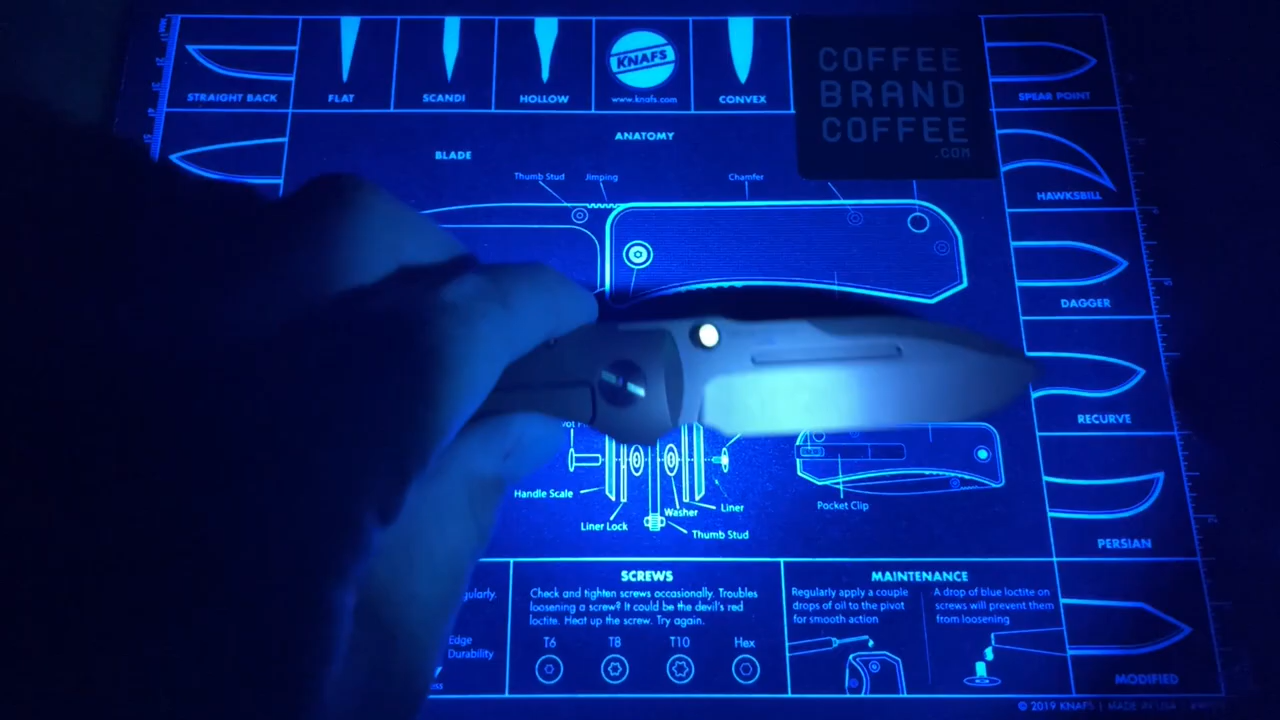 STRAIGHT BACK
FLAT
SCANDI
HOLLOW
KNAFS
www.knafs.com
CONVEX
COFFEE
BRAND
COFFEE
.COM
SPEAR POINT
ANATOMY
BLADE
Thumb Stud
Jimping
Chamfer
HAWKSBILL
DAGGER
RECURVE
Handle Scale
Liner Lock
Washer
Liner
Thumb Stud
Pocket Clip
PERSIAN
SCREWS
Check and tighten screws occasionally. Troubles
loosening a screw? It could be the devil's red
loctite. Heat up the screw. Try again.
T6
T8
T10
Hex
MAINTENANCE
Regularly apply a couple
drops of oil to the pivot
for smooth action
A drop of blue loctite on
screws will prevent them
from loosening
Edge
Durability
MODIFIED
© 2019 KNAFS | MADE IN USA